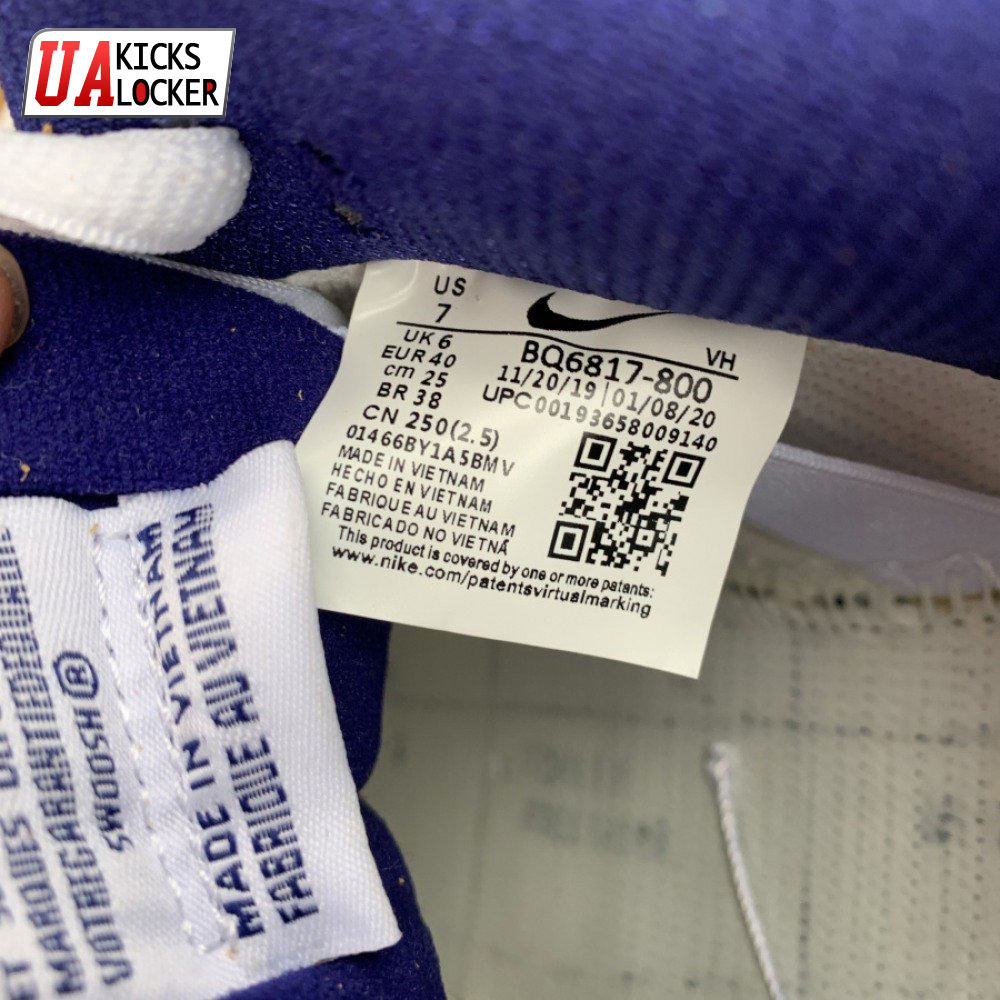 UA KICKS
LOCKER
US
7
VH
UK 6
EUR 40
cm 25
BR 38
CN 250(2.5)
01466BY1A5BMV
MADE IN VIETNAM
HECHO EN VIETNAM
FABRIQUE AU VIETNAM
FABRICADO NO VIETNÃ
BQ6817-800
11/20/19 | 01/08/20
UPC00193658009140
This product is covered by one or more patents:
www.nike.com/patentsvirtualmarking
MADE IN VIETNAM
FABRIQUE AU VIETNAM
SWOOSH®